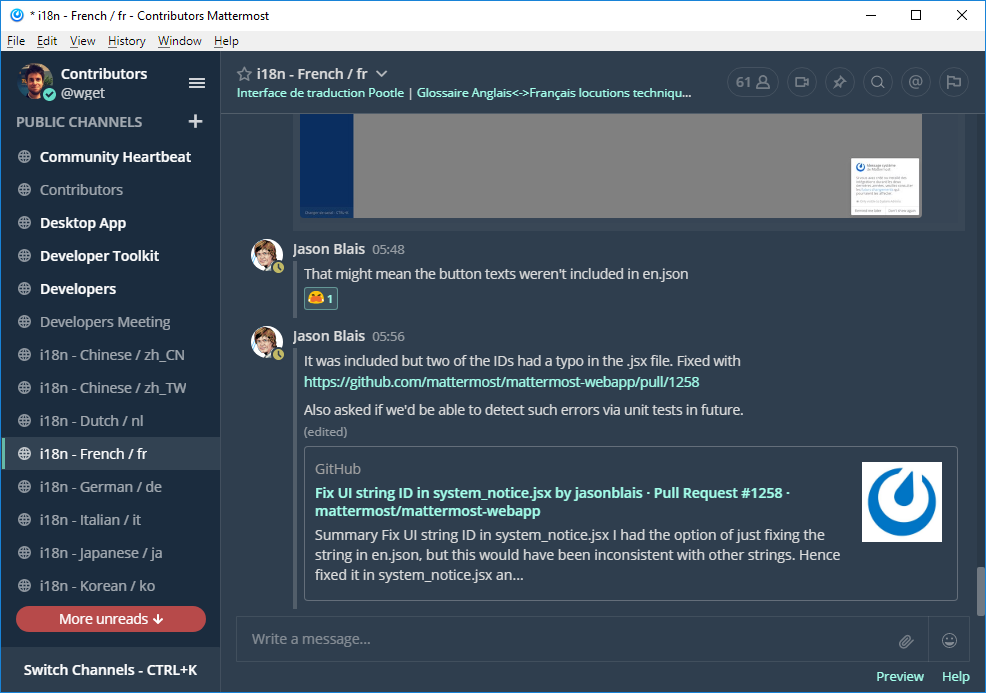 * i18n - French / fr - Contributors Mattermost
File Edit View History Window Help
Contributors
@wget
PUBLIC CHANNELS
Community Heartbeat
Contributors
Desktop App
Developer Toolkit
Developers
Developers Meeting
i18n - Chinese / zh_CN
i18n - Chinese / zh_TW
i18n - Dutch / nl
i18n - French / fr
i18n - German / de
i18n - Italian / it
i18n - Japanese / ja
i18n - Korean / ko
More unreads
Switch Channels - CTRL+K
i18n - French / fr
61
Interface de traduction Pootle | Glossaire Anglais<->Français locutions techniqu...
Jason Blais 05:48
That might mean the button texts weren't included in en.json
1
Jason Blais 05:56
It was included but two of the IDs had a typo in the .jsx file. Fixed with
https://github.com/mattermost/mattermost-webapp/pull/1258
Also asked if we'd be able to detect such errors via unit tests in future.
(edited)
GitHub
Fix UI string ID in system_notice.jsx by jasonblais · Pull Request #1258 ·
mattermost/mattermost-webapp
Summary Fix UI string ID in system_notice.jsx I had the option of just fixing the
string in en.json, but this would have been inconsistent with other strings. Hence
fixed it in system_notice.jsx an...
Write a message...
Preview Help